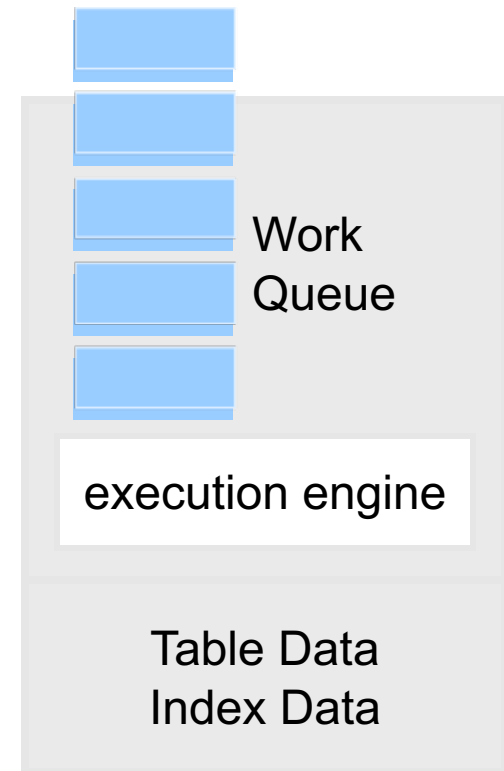 Work
Queue
execution engine
Table Data
Index Data